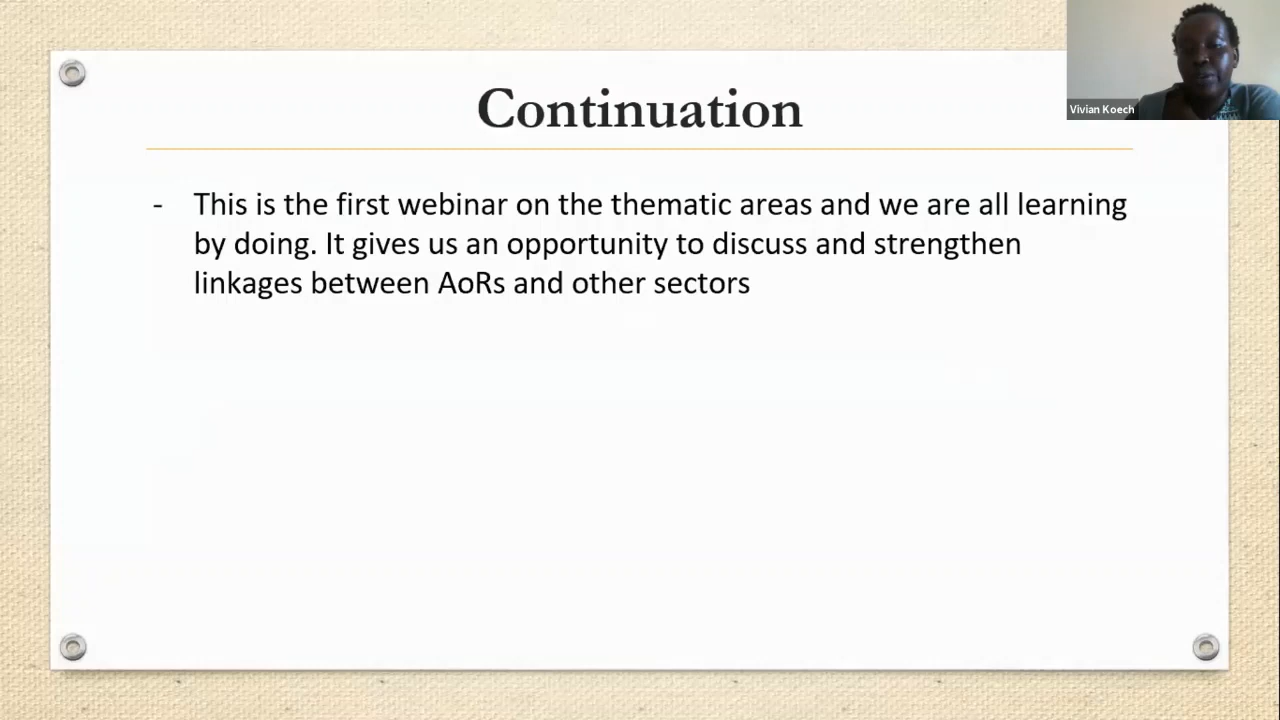 Continuation
Vivian Koech
- This is the first webinar on the thematic areas and we are all learning
by doing. It gives us an opportunity to discuss and strengthen
linkages between AoRs and other sectors